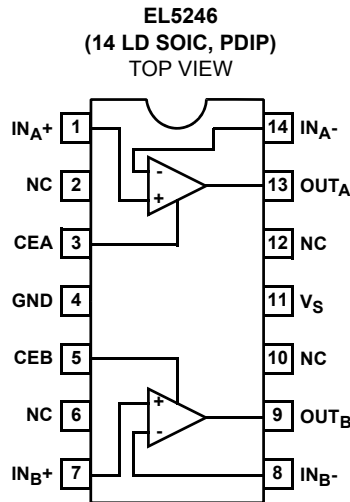 EL5246
(14 LD SOIC, PDIP)
TOP VIEW
INA+ 1 14 INA-
NC 2 13 OUTA
CEA 3 12 NC
GND 4 11 VS
CEB 5 10 NC
NC 6 9 OUTB
INB+ 7 8 INB-
-
+
+
-